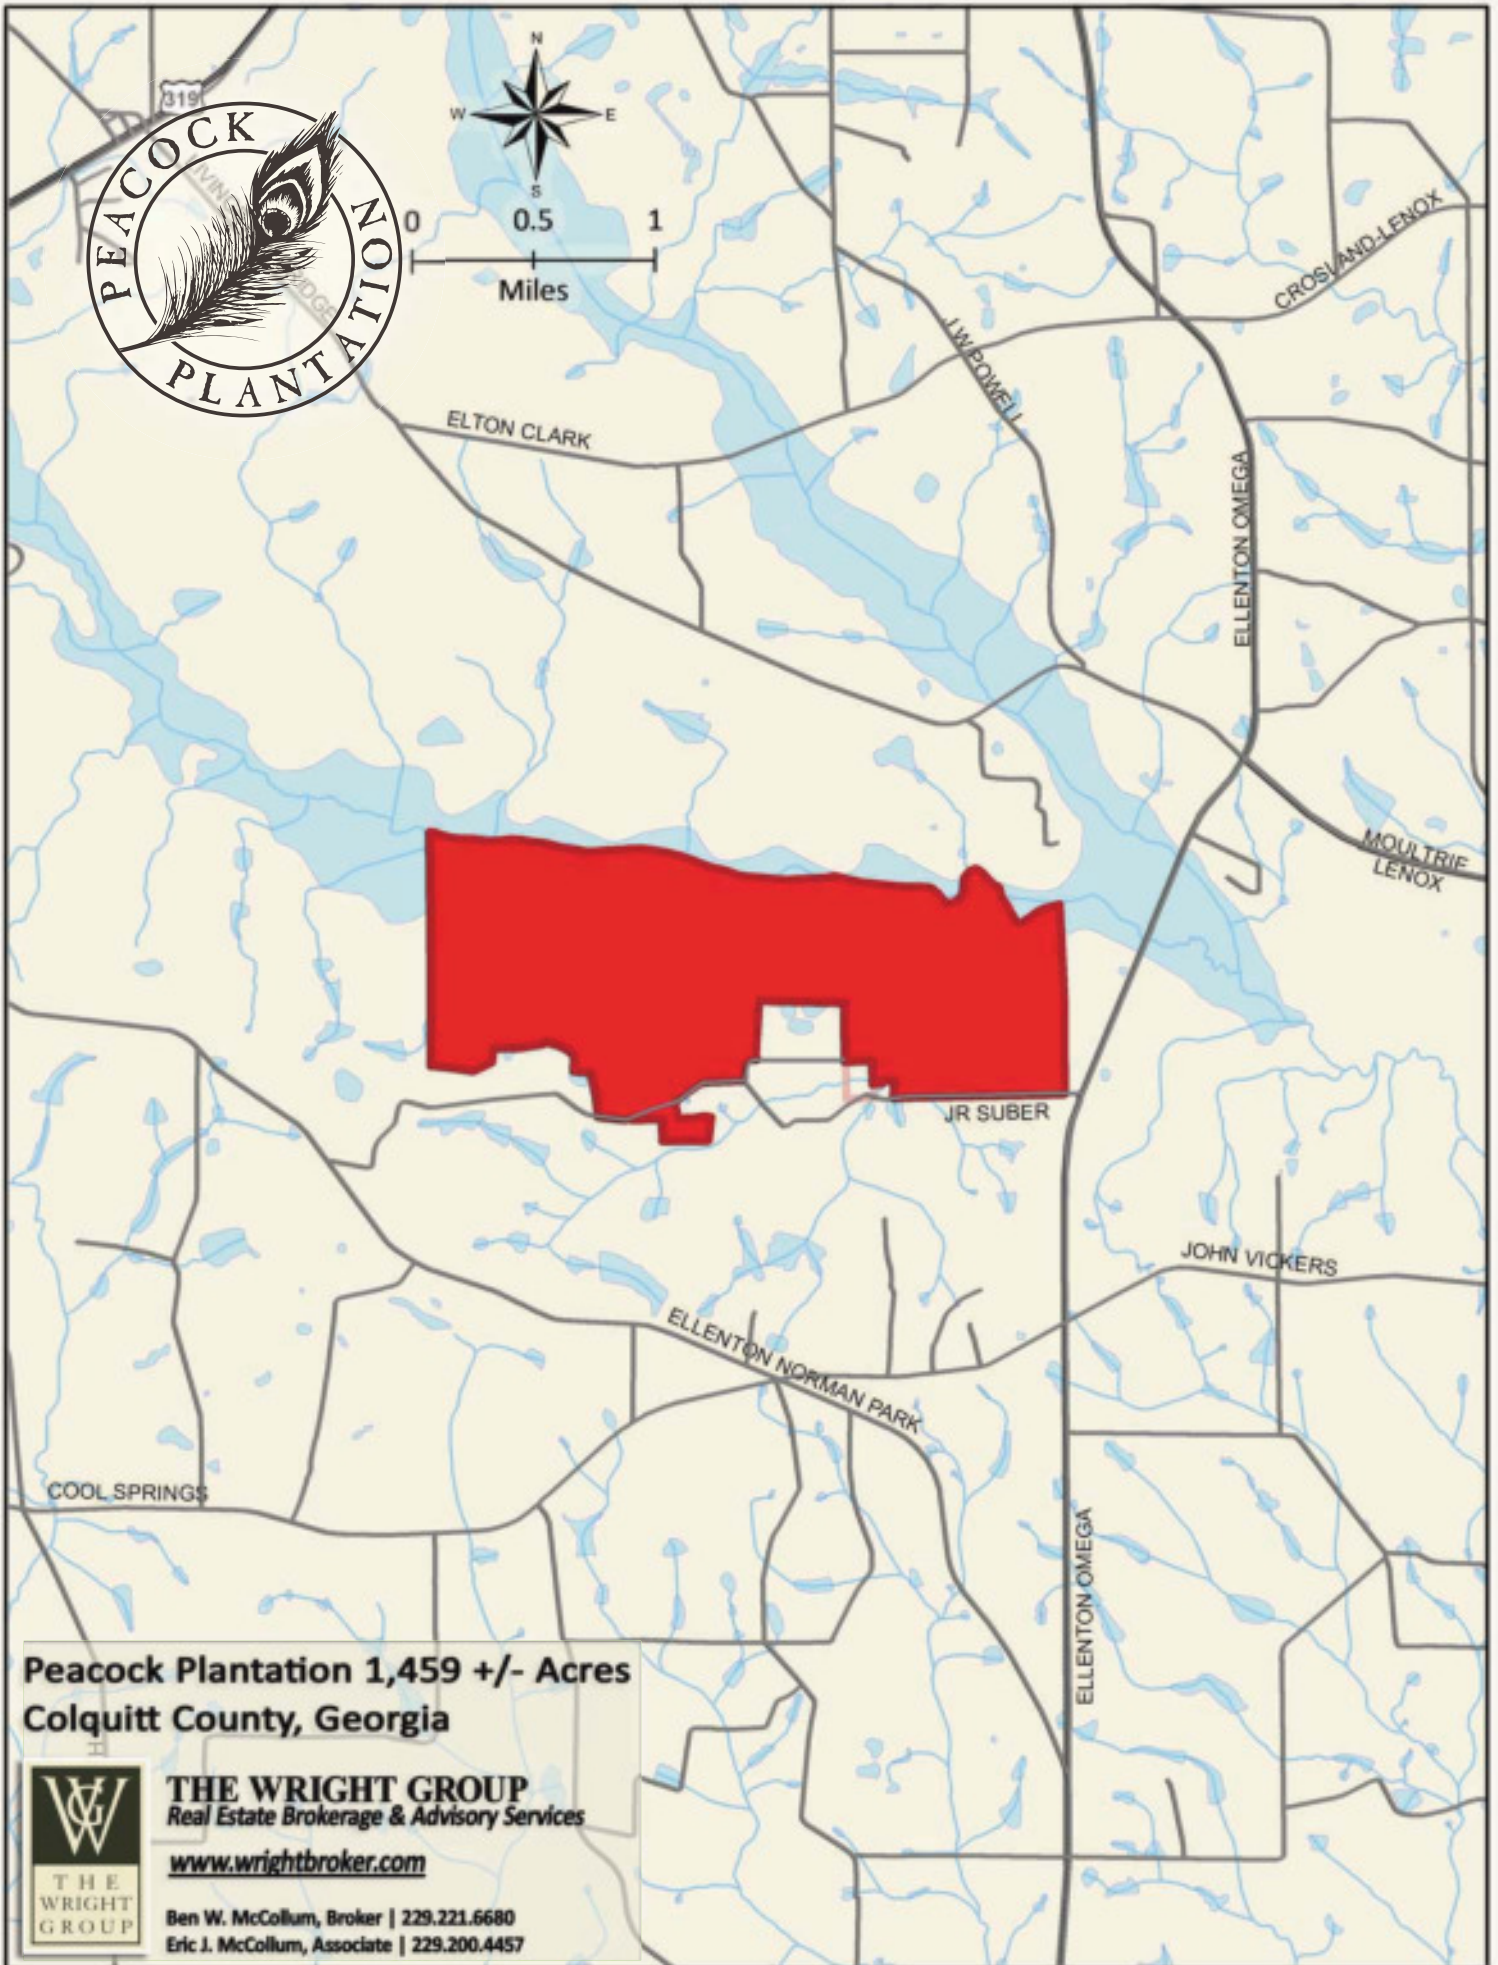 319
N
W
E
S
PEACOCK
PLANTATION
0 0.5 1
Miles
CROSLAND-LENOX
J W POWELL
ELTON CLARK
ELLENTON OMEGA
MOULTRIE
LENOX
JR SUBER
JOHN VICKERS
ELLENTON NORMAN PARK
COOL SPRINGS
ELLENTON OMEGA
Peacock Plantation 1,459 +/- Acres
Colquitt County, Georgia
THE WRIGHT GROUP
Real Estate Brokerage & Advisory Services
www.wrightbroker.com
Ben W. McCollum, Broker | 229.221.6680
Eric J. McCollum, Associate | 229.200.4457
WG
THE
WRIGHT
GROUP